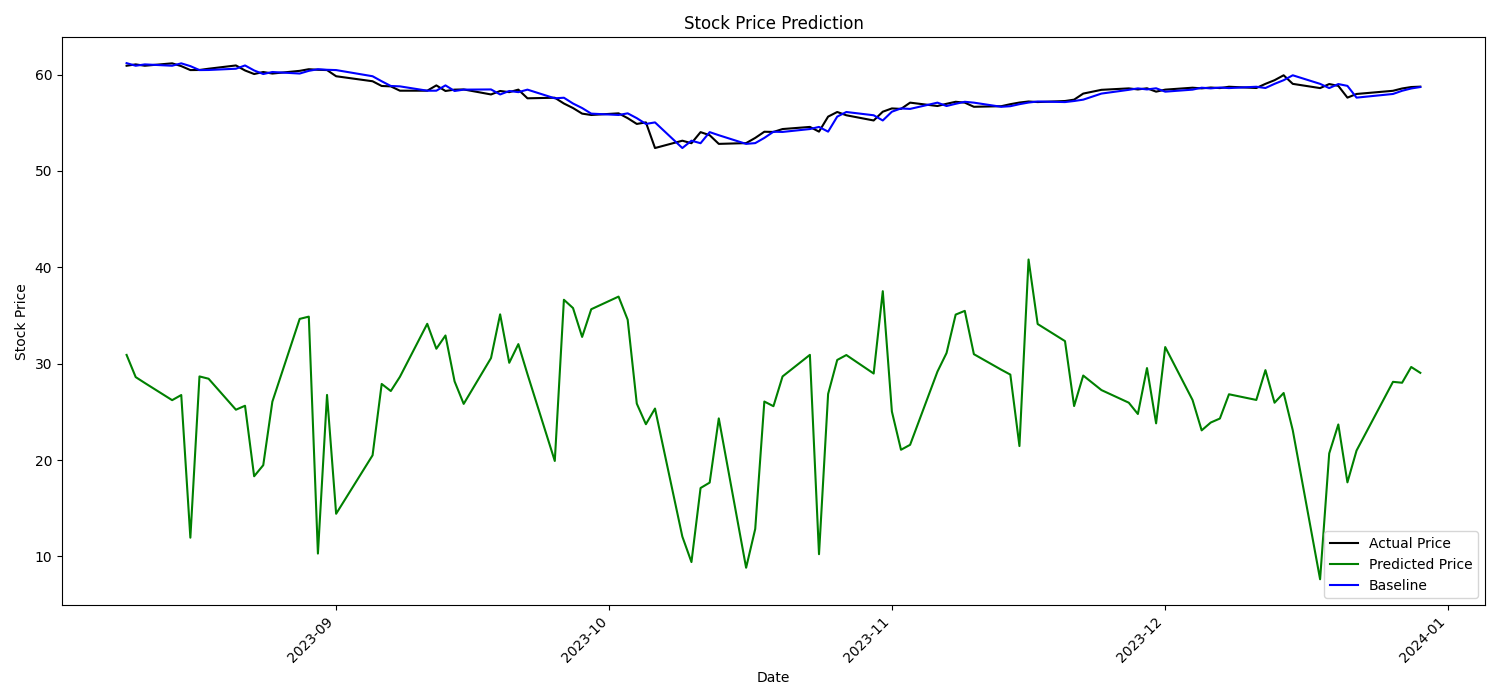 Stock Price Prediction
Stock Price
60
50
40
30
20
10
Actual Price
Predicted Price
Baseline
2023-09
2023-10
2023-11
2023-12
2024-01
Date